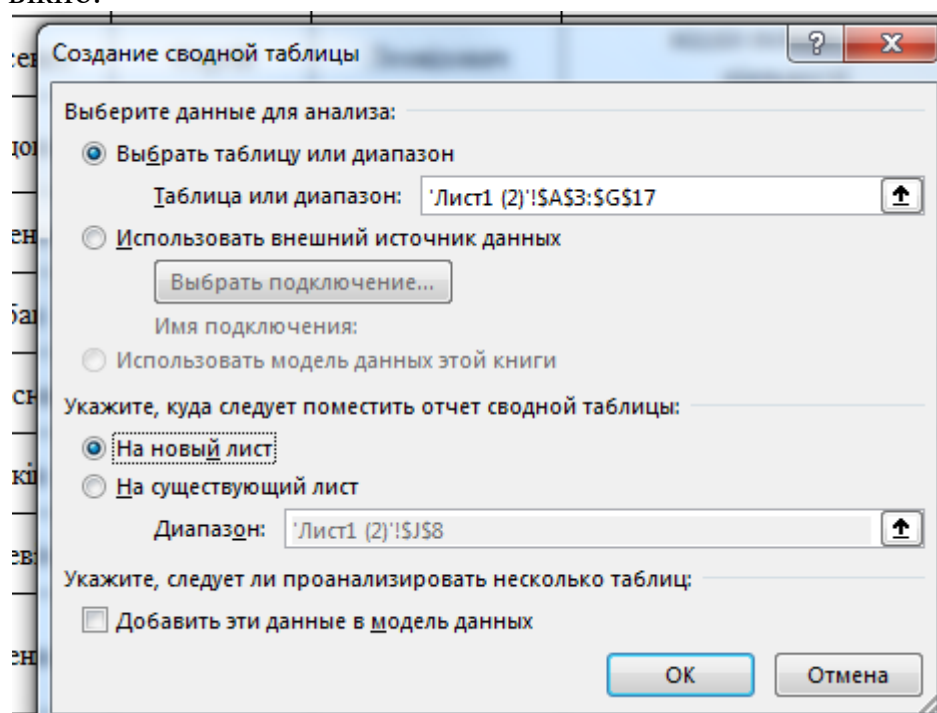 Создание сводной таблицы
Выберите данные для анализа:
Выбрать таблицу или диапазон
Таблица или диапазон: 'Лист1 (2)'!$A$3:$G$17
Использовать внешний источник данных
Выбрать подключение...
Имя подключения:
Использовать модель данных этой книги
Укажите, куда следует поместить отчет сводной таблицы:
На новый лист
На существующий лист
Диапазон: 'Лист1 (2)'!$J$8
Укажите, следует ли проанализировать несколько таблиц:
Добавить эти данные в модель данных
ОК Отмена